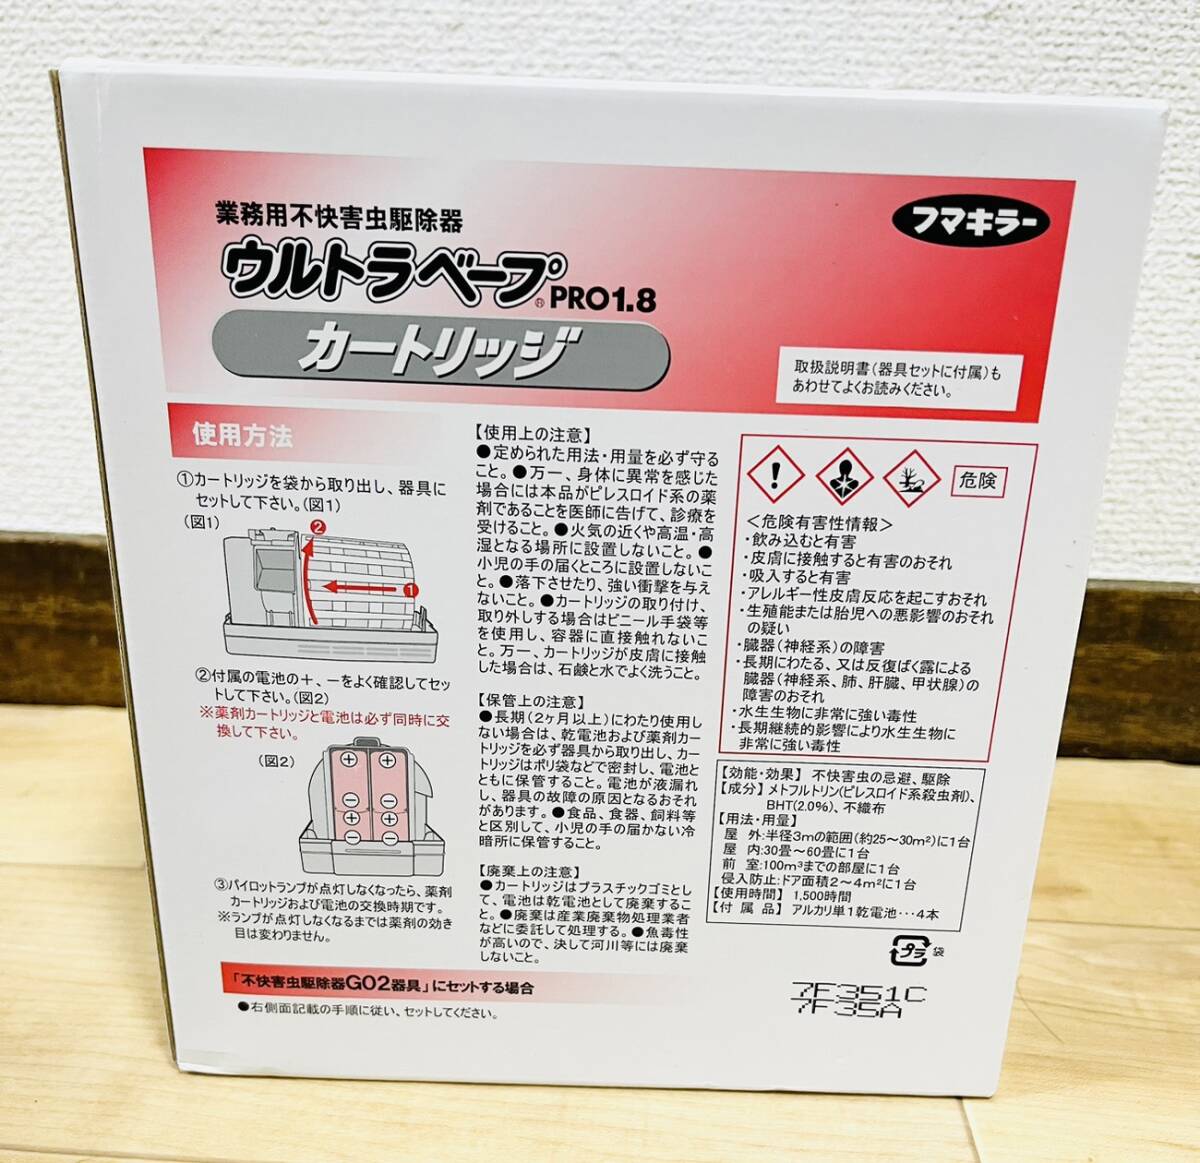 業務用不快害虫駆除器
ウルトラベープ®PRO1.8
カートリッジ
フマキラー
取扱説明書(器具セットに付属)も
あわせてよくお読みください。
使用方法
①カートリッジを袋から取り出し、器具に
セットして下さい。(図1)
(図1)
❷
❶
②付属の電池の+、-をよく確認してセッ
トして下さい。(図2)
※薬剤カートリッジと電池は必ず同時に交
換して下さい。
(図2)
+ +
- -
+ +
- -
③パイロットランプが点灯しなくなったら、薬剤
カートリッジおよび電池の交換時期です。
※ランプが点灯しなくなるまでは薬剤の効き
目は変わりません。
「不快害虫駆除器G02器具」にセットする場合
●右側面記載の手順に従い、セットしてください。
【使用上の注意】
●定められた用法・用量を必ず守る
こと。●万一、身体に異常を感じた
場合には本品がピレスロイド系の薬
剤であることを医師に告げて、診療を
受けること。●火気の近くや高温・高
湿となる場所に設置しないこと。●
小児の手の届くところに設置しないこ
と。●落下させたり、強い衝撃を与え
ないこと。●カートリッジの取り付け、
取り外しする場合はビニール手袋等
を使用し、容器に直接触れないこ
と。万一、カートリッジが皮膚に接触
した場合は、石鹸と水でよく洗うこと。
【保管上の注意】
●長期(2ヶ月以上)にわたり使用し
ない場合は、乾電池および薬剤カー
トリッジを必ず器具から取り出し、カー
トリッジはポリ袋などで密封し、電池と
ともに保管すること。電池が液漏れ
し、器具の故障の原因となるおそれ
があります。●食品、食器、飼料等
と区別して、小児の手の届かない冷
暗所に保管すること。
【廃棄上の注意】
●カートリッジはプラスチックゴミとし
て、電池は乾電池として廃棄するこ
と。●廃棄は産業廃棄物処理業者
などに委託して処理する。●魚毒性
が高いので、決して河川等には廃棄
しないこと。
危険
<危険有害性情報>
・飲み込むと有害
・皮膚に接触すると有害のおそれ
・吸入すると有害
・アレルギー性皮膚反応を起こすおそれ
・生殖能または胎児への悪影響のおそれ
の疑い
・臓器(神経系)の障害
・長期にわたる、又は反復ばく露による
臓器(神経系、肺、肝臓、甲状腺)の
障害のおそれ
・水生生物に非常に強い毒性
・長期継続的影響により水生生物に
非常に強い毒性
【効能・効果】 不快害虫の忌避、駆除
【成分】メトフルトリン(ピレスロイド系殺虫剤)、
BHT(2.0%)、不織布
【用法・用量】
屋 外:半径3mの範囲(約25~30m²)に1台
屋 内:30畳~60畳に1台
前 室:100m³までの部屋に1台
侵入防止:ドア面積2~4m²に1台
【使用時間】 1,500時間
【付 属 品】 アルカリ単1乾電池…4本
プラ 袋
7F351C
7F35A